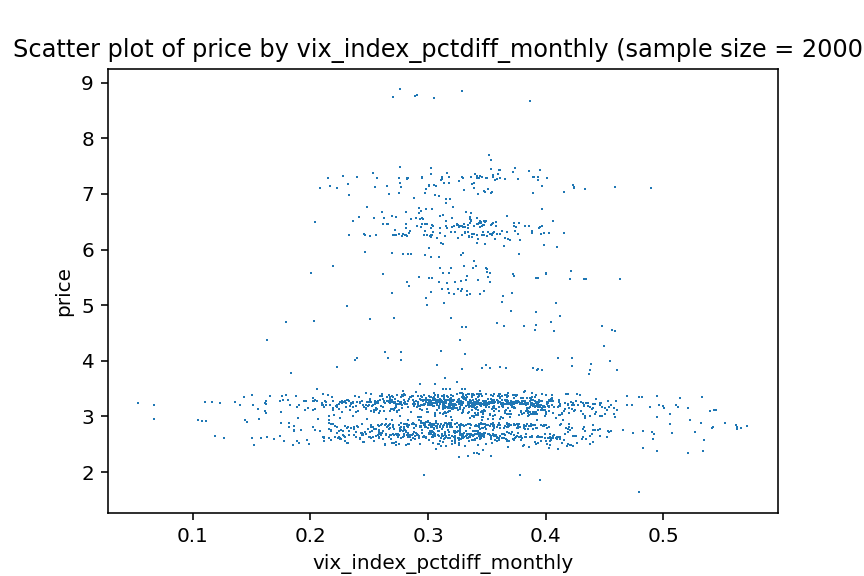 Scatter plot of price by vix_index_pctdiff_monthly (sample size = 2000
9
8
7
6
5
4
3
2
price
0.1 0.2 0.3 0.4 0.5
vix_index_pctdiff_monthly